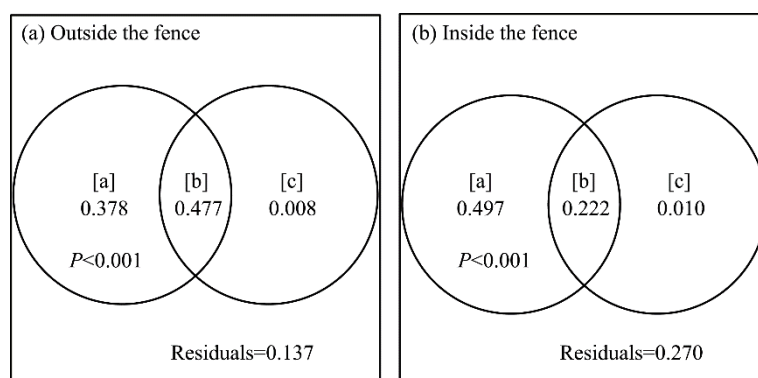 (a) Outside the fence
[a] [b] [c]
0.378 0.477 0.008
P<0.001
Residuals=0.137
(b) Inside the fence
[a] [b] [c]
0.497 0.222 0.010
P<0.001
Residuals=0.270